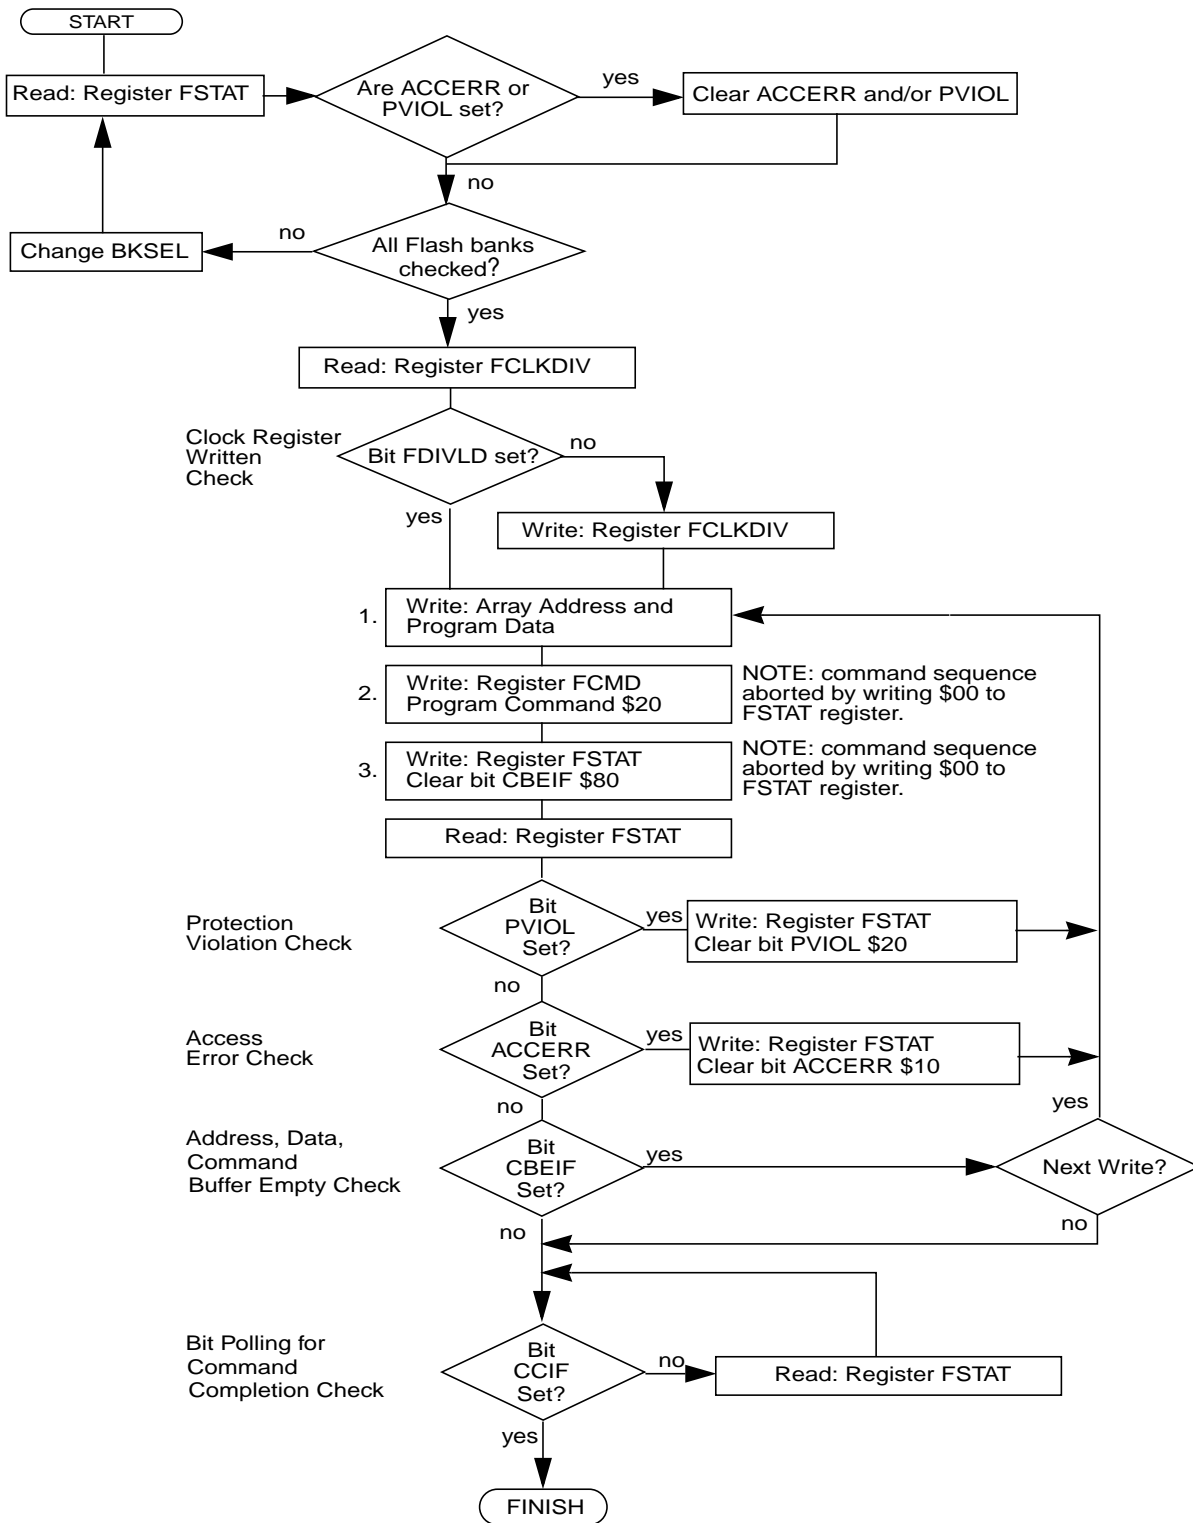 START
Read: Register FSTAT
Are ACCERR or
PVIOL set?
yes
Clear ACCERR and/or PVIOL
no
Change BKSEL
no
All Flash banks
checked?
yes
Read: Register FCLKDIV
Clock Register
Written
Check
Bit FDIVLD set?
no
yes
Write: Register FCLKDIV
1.
Write: Array Address and
Program Data
2.
Write: Register FCMD
Program Command $20
NOTE: command sequence
aborted by writing $00 to
FSTAT register.
3.
Write: Register FSTAT
Clear bit CBEIF $80
NOTE: command sequence
aborted by writing $00 to
FSTAT register.
Read: Register FSTAT
Protection
Violation Check
Bit
PVIOL
Set?
yes
Write: Register FSTAT
Clear bit PVIOL $20
no
Access
Error Check
Bit
ACCERR
Set?
yes
Write: Register FSTAT
Clear bit ACCERR $10
no
yes
Address, Data,
Command
Buffer Empty Check
Bit
CBEIF
Set?
yes
Next Write?
no
no
Bit Polling for
Command
Completion Check
Bit
CCIF
Set?
no
Read: Register FSTAT
yes
FINISH